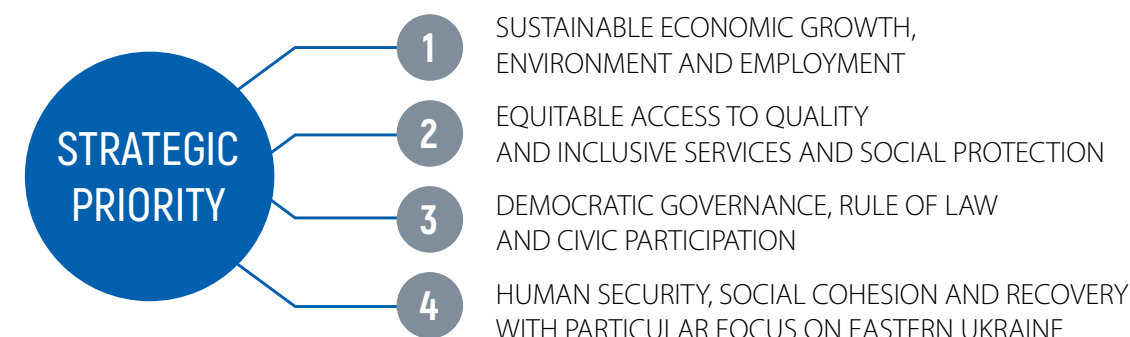 STRATEGIC
PRIORITY
1
SUSTAINABLE ECONOMIC GROWTH,
ENVIRONMENT AND EMPLOYMENT
2
EQUITABLE ACCESS TO QUALITY
AND INCLUSIVE SERVICES AND SOCIAL PROTECTION
3
DEMOCRATIC GOVERNANCE, RULE OF LAW
AND CIVIC PARTICIPATION
4
HUMAN SECURITY, SOCIAL COHESION AND RECOVERY
WITH PARTICULAR FOCUS ON EASTERN UKRAINE